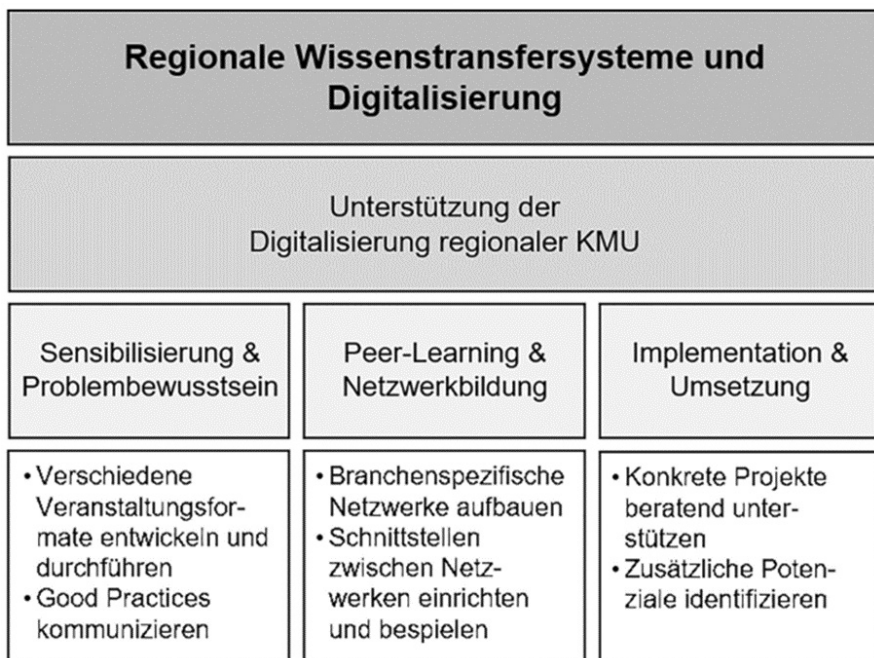 Regionale Wissenstransfersysteme und
Digitalisierung
Unterstützung der
Digitalisierung regionaler KMU
Sensibilisierung &
Problembewusstsein
Peer-Learning &
Netzwerkbildung
Implementation &
Umsetzung
• Verschiedene
Veranstaltungsfor-
mate entwickeln und
durchführen
• Good Practices
kommunizieren
• Branchenspezifische
Netzwerke aufbauen
• Schnittstellen
zwischen Netz-
werken einrichten
und bespielen
• Konkrete Projekte
beratend unter-
stützen
• Zusätzliche Poten-
ziale identifizieren